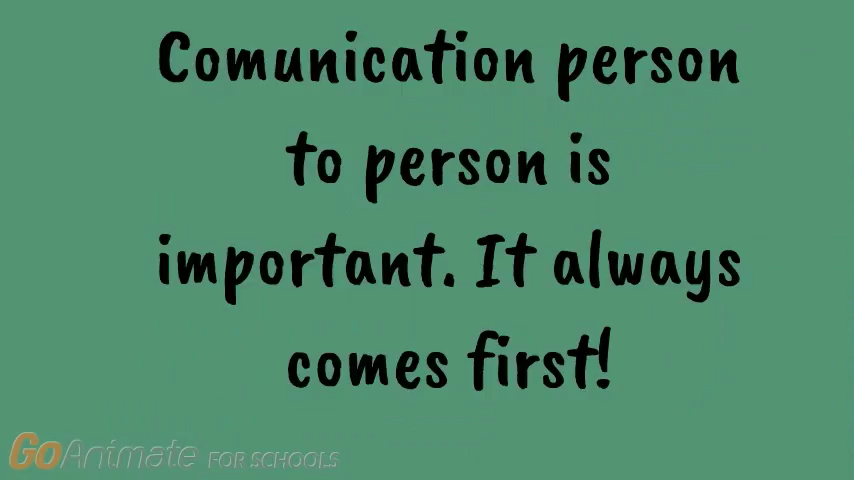 Comunication person
to person is
important. It always
comes first!
GoAnimate FOR SCHOOLS